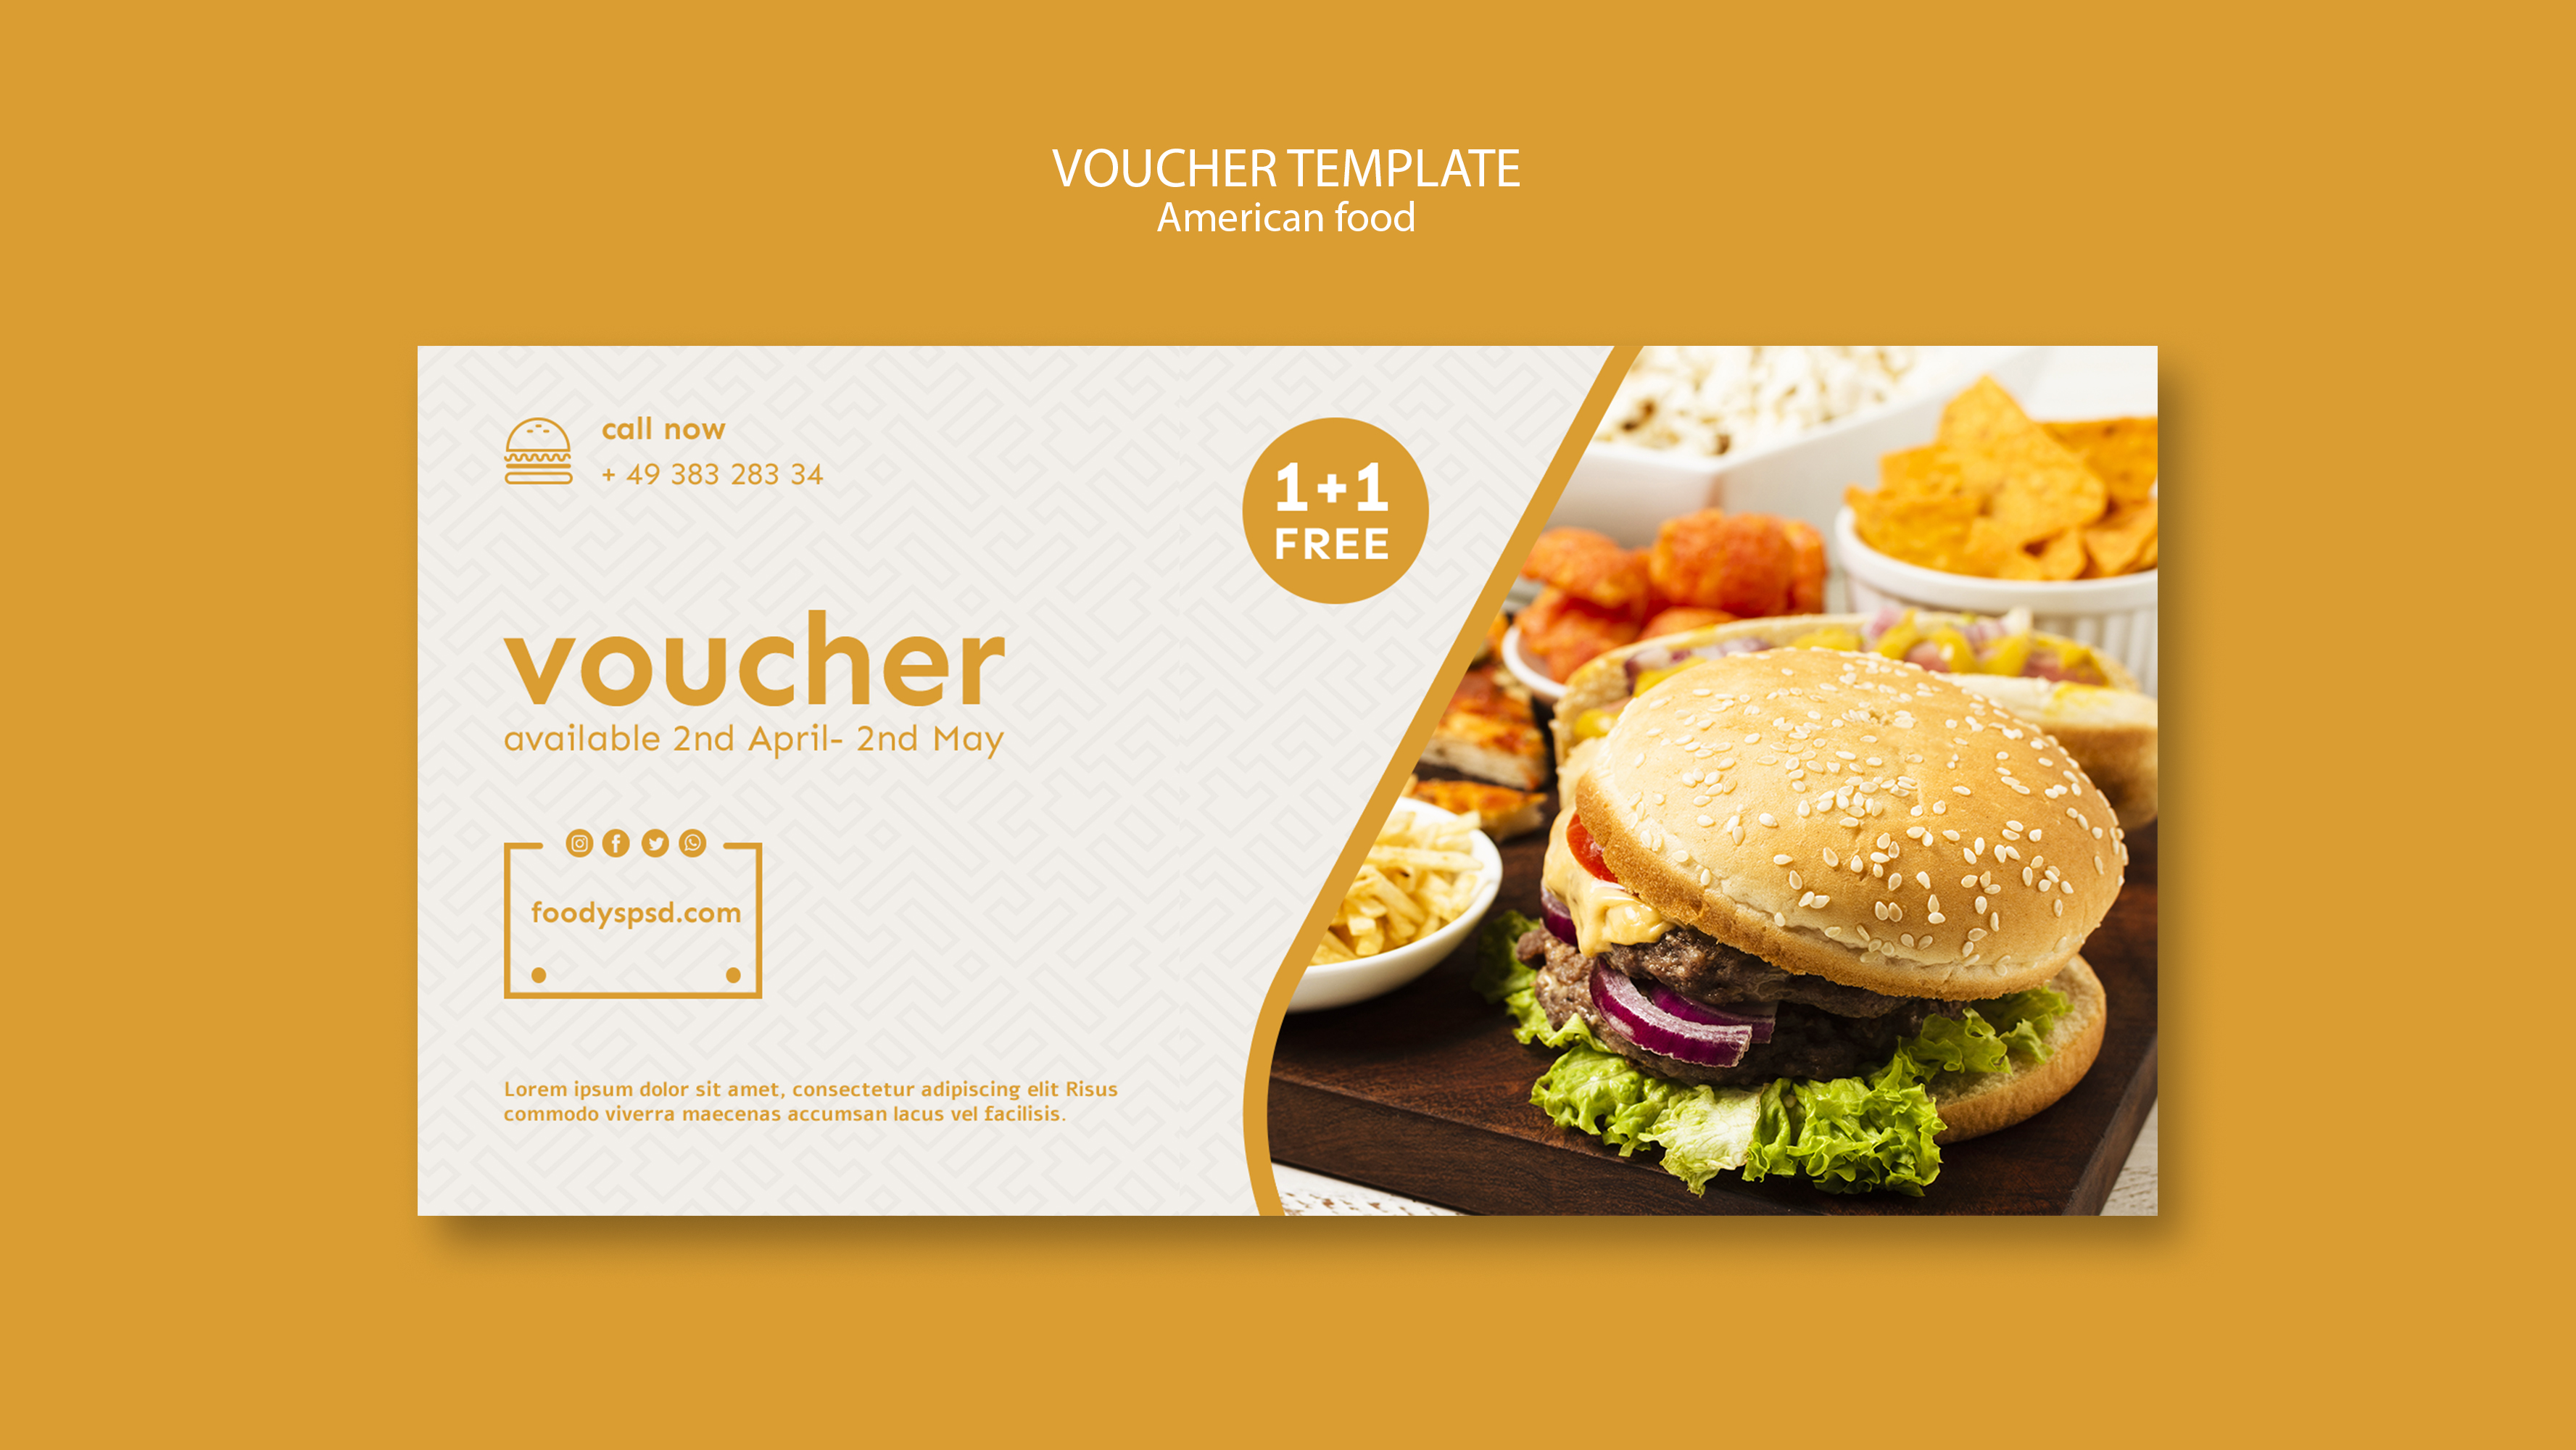 VOUCHER TEMPLATE
American food
call now
+ 49 383 283 34
1+1
FREE
voucher
available 2nd April- 2nd May
foodyspsd.com
Lorem ipsum dolor sit amet, consectetur adipiscing elit Risus
commodo viverra maecenas accumsan lacus vel facilisis.